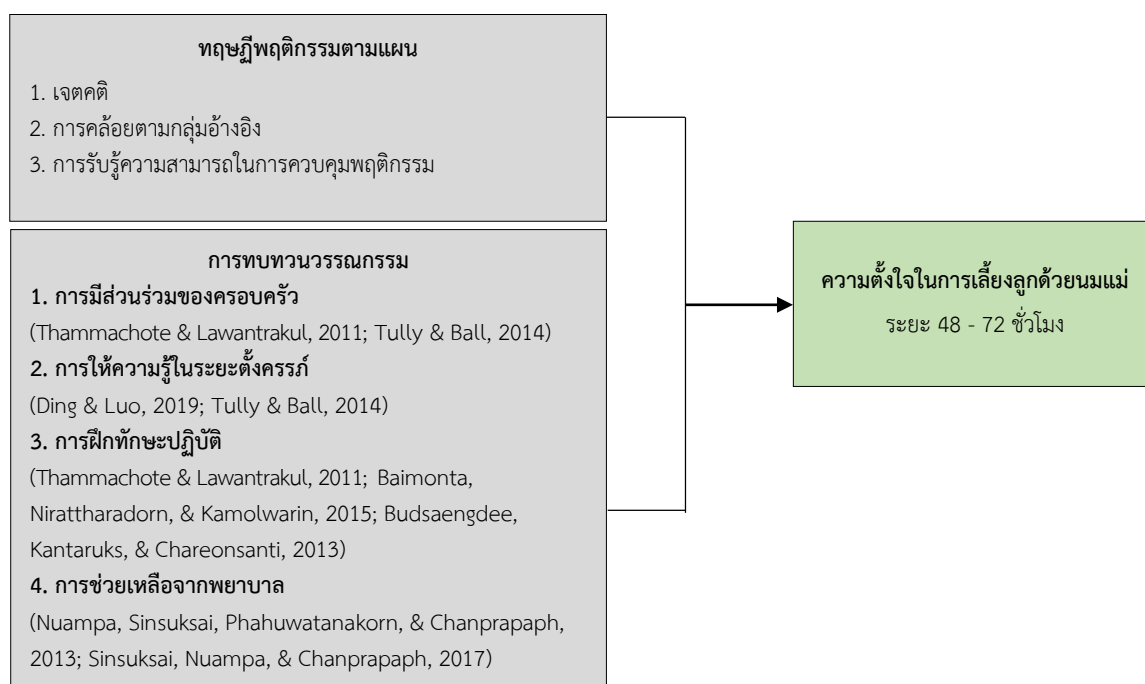 ทฤษฎีพฤติกรรมตามแผน
1. เจตคติ
2. การคล้อยตามกลุ่มอ้างอิง
3. การรับรู้ความสามารถในการควบคุมพฤติกรรม
การทบทวนวรรณกรรม
1. การมีส่วนร่วมของครอบครัว
(Thammachote & Lawantrakul, 2011; Tully & Ball, 2014)
2. การให้ความรู้ในระยะตั้งครรภ์
(Ding & Luo, 2019; Tully & Ball, 2014)
3. การฝึกทักษะปฏิบัติ
(Thammachote & Lawantrakul, 2011; Baimonta,
Nirattharadorn, & Kamolwarin, 2015; Budsaengdee,
Kantaruks, & Chareonsanti, 2013)
4. การช่วยเหลือจากพยาบาล
(Nuampa, Sinsuksai, Phahuwatanakorn, & Chanprapaph,
2013; Sinsuksai, Nuampa, & Chanprapaph, 2017)
ความตั้งใจในการเลี้ยงลูกด้วยนมแม่
ระยะ 48 - 72 ชั่วโมง